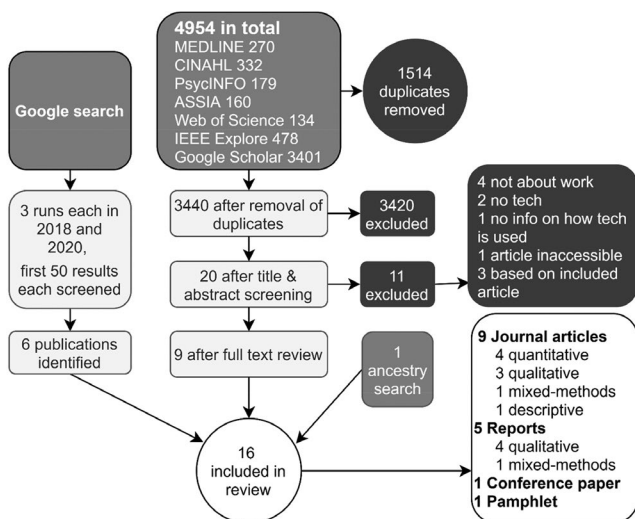 Google search
3 runs each in
2018 and
2020,
first 50 results
each screened
6 publications
identified
4954 in total
MEDLINE 270
CINAHL 332
PsycINFO 179
ASSIA 160
Web of Science 134
IEEE Explore 478
Google Scholar 3401
1514
duplicates
removed
3440 after removal of
duplicates
3420
excluded
20 after title &
abstract screening
11
excluded
4 not about work
2 no tech
1 no info on how tech
is used
1 article inaccessible
3 based on included
article
9 after full text review
1
ancestry
search
16
included in
review
9 Journal articles
4 quantitative
3 qualitative
1 mixed-methods
1 descriptive
5 Reports
4 qualitative
1 mixed-methods
1 Conference paper
1 Pamphlet